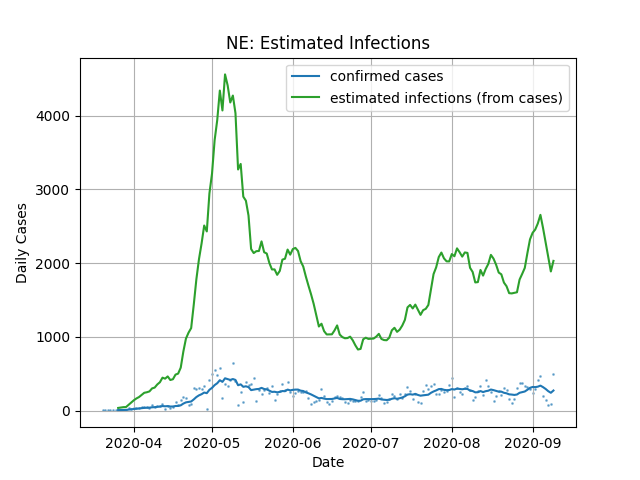 NE: Estimated Infections
confirmed cases
estimated infections (from cases)
Daily Cases
4000
3000
2000
1000
0
2020-04 2020-05 2020-06 2020-07 2020-08 2020-09
Date